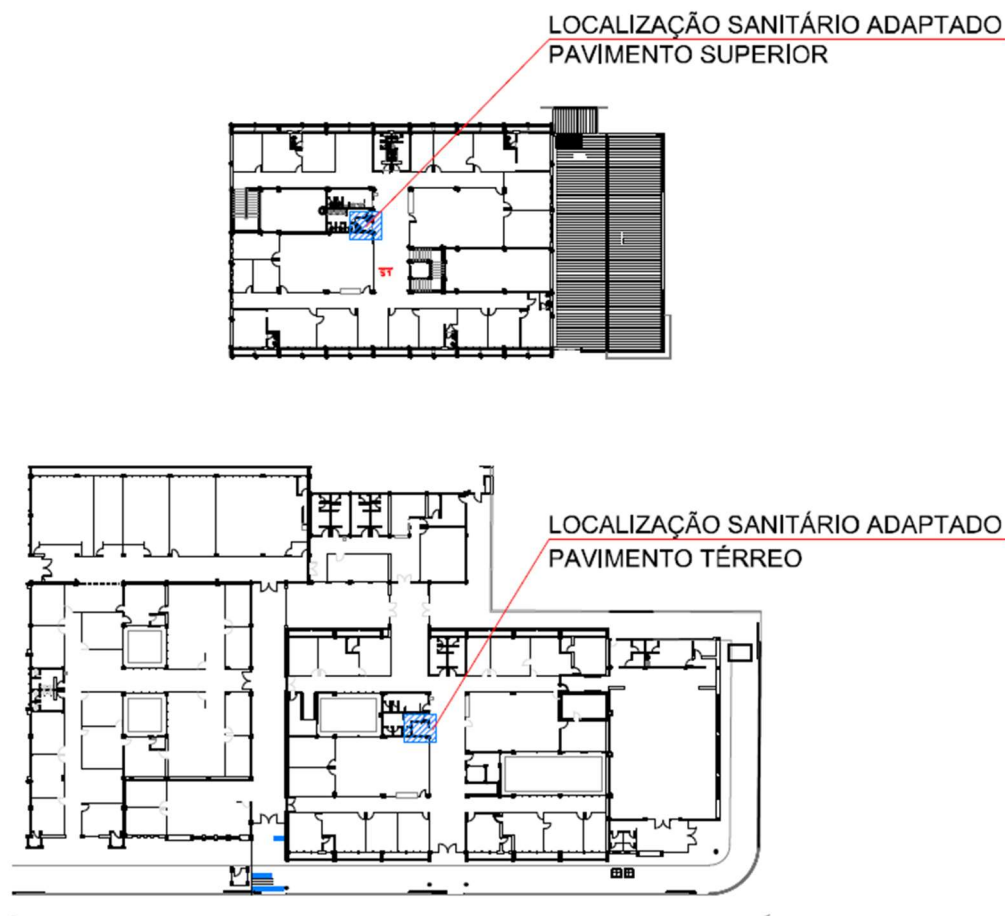 LOCALIZAÇÃO SANITÁRIO ADAPTADO
PAVIMENTO SUPERIOR
LOCALIZAÇÃO SANITÁRIO ADAPTADO
PAVIMENTO TÉRREO